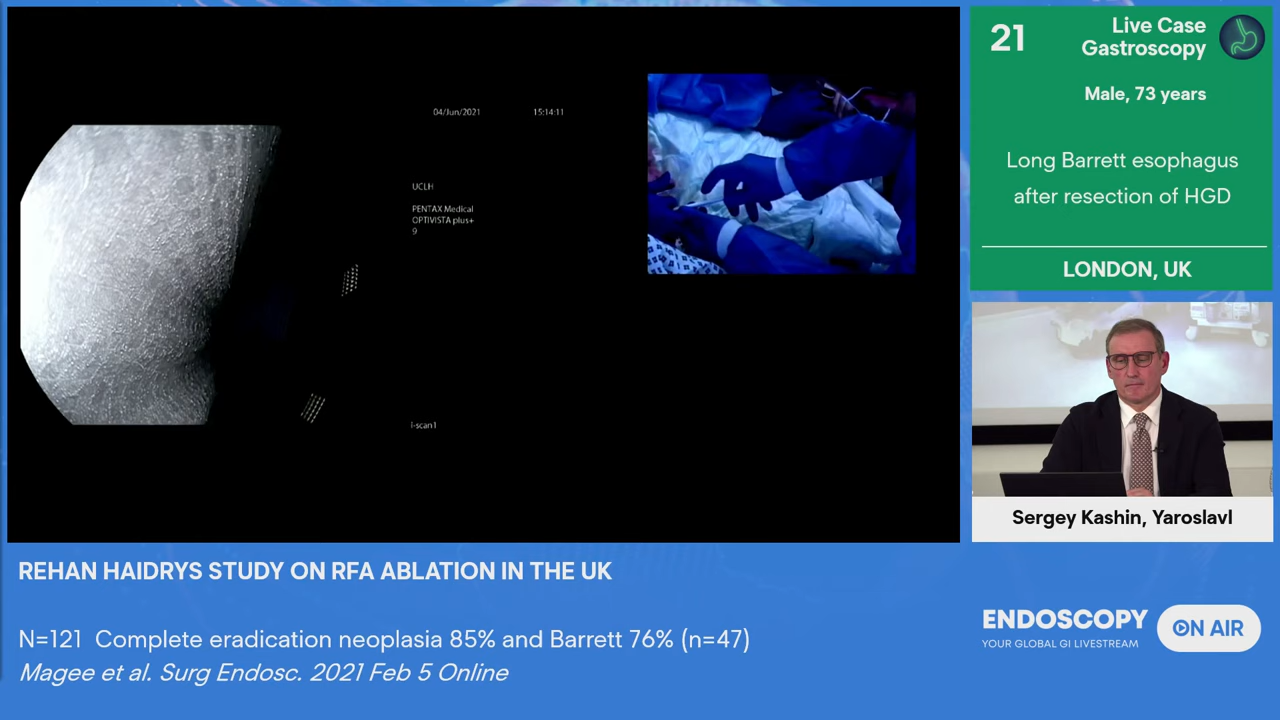 04/Jun/2021 15:14:11
UCLH
PENTAX Medical
OPTIVISTA plus+
9
i-scan1
21
Live Case
Gastroscopy
Male, 73 years
Long Barrett esophagus
after resection of HGD
LONDON, UK
Sergey Kashin, Yaroslavl
REHAN HAIDRYS STUDY ON RFA ABLATION IN THE UK
N=121 Complete eradication neoplasia 85% and Barrett 76% (n=47)
Magee et al. Surg Endosc. 2021 Feb 5 Online
ENDOSCOPY
YOUR GLOBAL GI LIVESTREAM
ON AIR